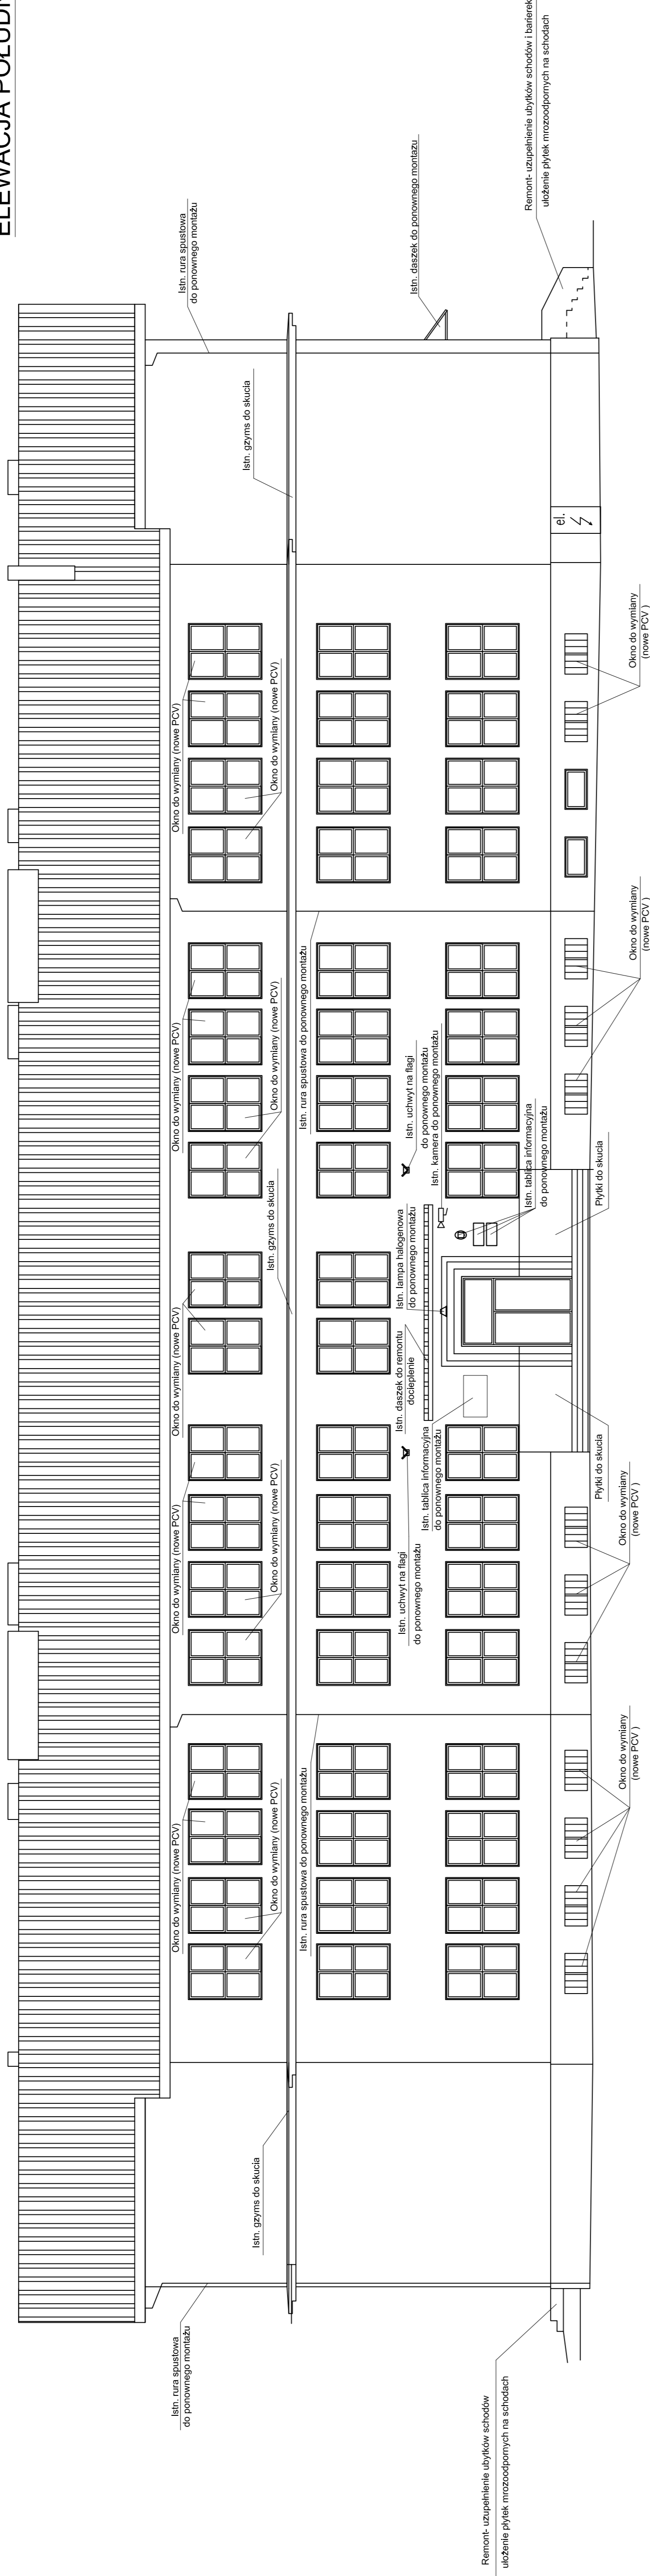 ELEWACJA POŁUDN
Istn. rura spustowa
do ponownego montażu
Okno do wymiany (nowe PCV)
Okno do wymiany (nowe PCV)
Okno do wymiany (nowe PCV)
Okno do wymiany (nowe PCV)
Okno do wymiany (nowe PCV)
Istn. rura spustowa
do ponownego montażu
Istn. gzyms do skucia
Okno do wymiany (nowe PCV)
Okno do wymiany (nowe PCV)
Istn. gzyms do skucia
Okno do wymiany (nowe PCV)
Okno do wymiany (nowe PCV)
Istn. gzyms do skucia
Istn. rura spustowa do ponownego montażu
Istn. rura spustowa do ponownego montażu
Istn. uchwyt na flagi
do ponownego montażu
Istn. daszek do remontu
docieplenie
Istn. lampa halogenowa
do ponownego montażu
Istn. uchwyt na flagi
do ponownego montażu
Istn. kamera do ponownego montażu
Istn. daszek do ponownego montażu
Istn. tablica informacyjna
do ponownego montażu
Istn. tablica informacyjna
do ponownego montażu
Remont- uzupełnienie ubytków schodów
ułożenie płytek mrozoodpornych na schodach
Remont- uzupełnienie ubytków schodów i barierek
ułożenie płytek mrozoodpornych na schodach
el.
Płytki do skucia
Płytki do skucia
Okno do wymiany
(nowe PCV )
Okno do wymiany
(nowe PCV )
Okno do wymiany
(nowe PCV )
Okno do wymiany
(nowe PCV )